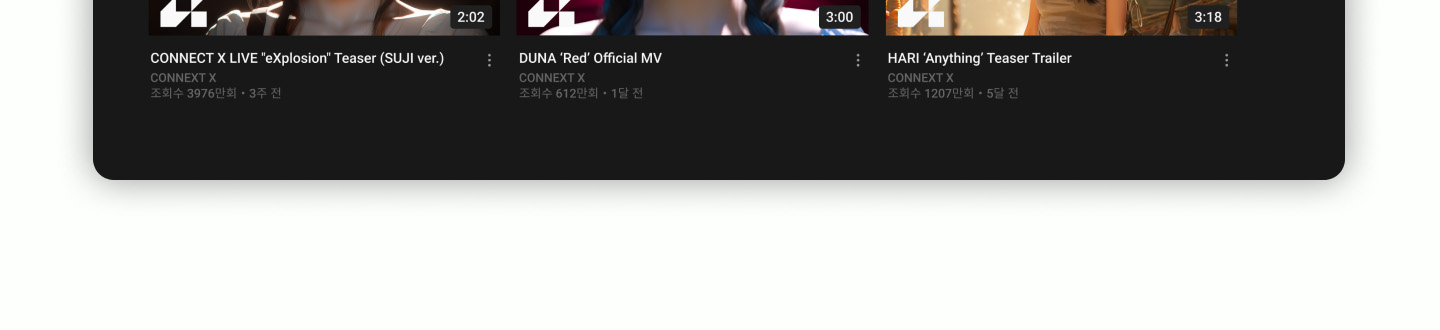 2:02
3:00
3:18
CONNECT X LIVE "eXplosion" Teaser (SUJI ver.)
CONNEXT X
조회수 3976만회 • 3주 전
DUNA ‘Red’ Official MV
CONNEXT X
조회수 612만회 • 1달 전
HARI ‘Anything’ Teaser Trailer
CONNEXT X
조회수 1207만회 • 5달 전